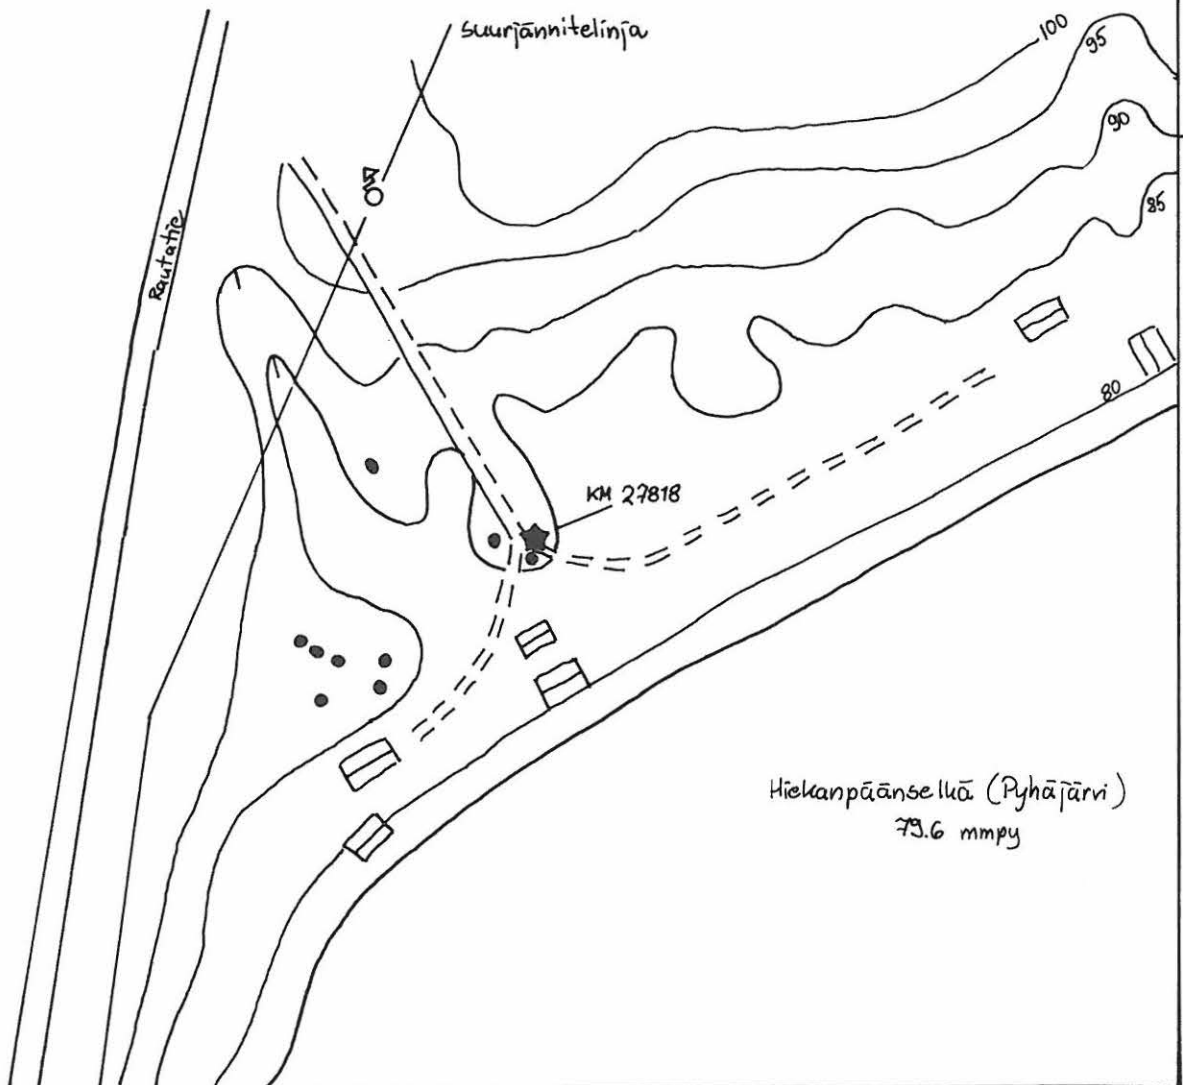 suurjännitelinja
100
95
90
85
Rautatie
80
KM 27818
Hiekanpäänselkä (Pyhäjärvi)
79.6 mmpy